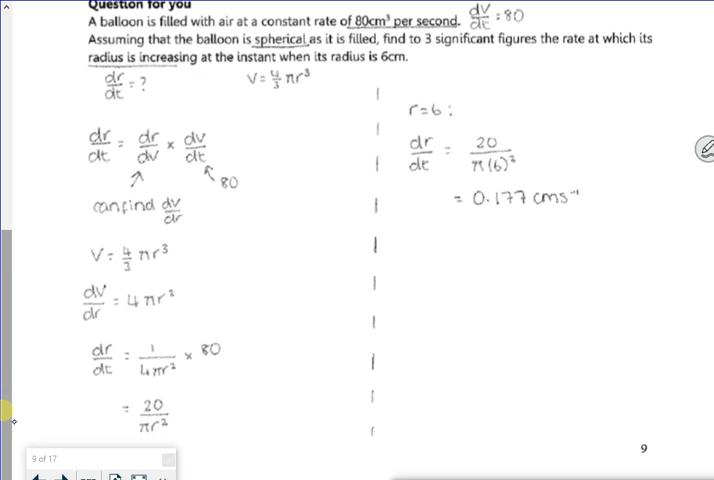 Question for you
A balloon is filled with air at a constant rate of 80cm³ per second. dV/dt = 80
Assuming that the balloon is spherical as it is filled, find to 3 significant figures the rate at which its
radius is increasing at the instant when its radius is 6cm.
dr/dt = ?
V = 4/3 πr³
dr/dt = dr/dV × dV/dt
80
can find dV/dr
V = 4/3 πr³
dV/dr = 4πr²
dr/dt = 1/4πr² × 80
= 20/πr²
r=6:
dr/dt = 20/π(6)²
= 0.177 cms⁻¹
9
9 of 17